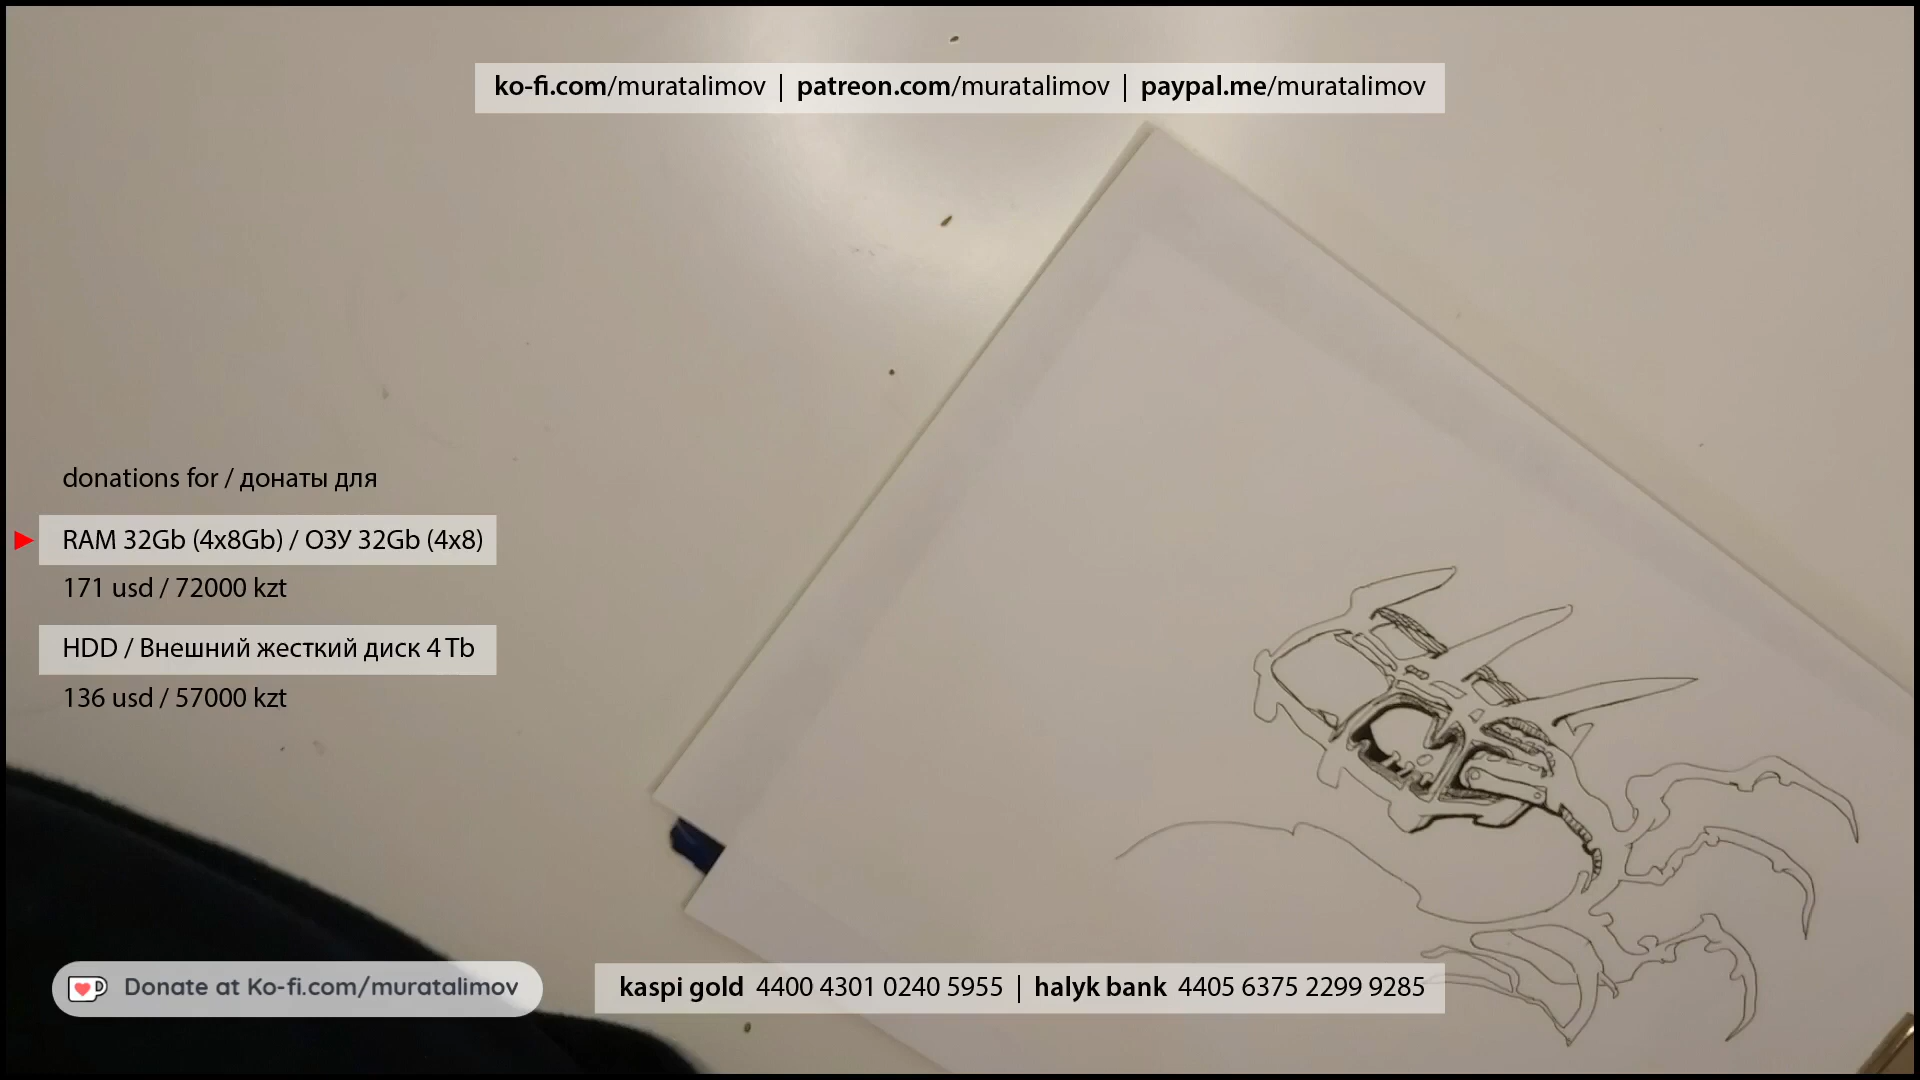 ko-fi.com/muratalimov | patreon.com/muratalimov | paypal.me/muratalimov
donations for / донаты для
RAM 32Gb (4x8Gb) / ОЗУ 32Gb (4x8)
171 usd / 72000 kzt
HDD / Внешний жесткий диск 4 Tb
136 usd / 57000 kzt
Donate at Ko-fi.com/muratalimov
kaspi gold 4400 4301 0240 5955 | halyk bank 4405 6375 2299 9285